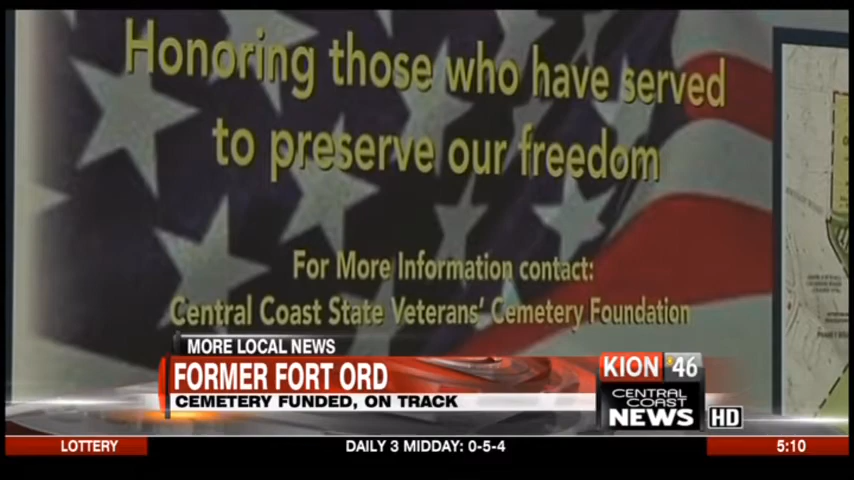 Honoring those who have served
to preserve our freedom
For More Information contact:
Central Coast State Veterans' Cemetery Foundation
MORE LOCAL NEWS
FORMER FORT ORD
CEMETERY FUNDED, ON TRACK
KION 46
CENTRAL
COAST
NEWS HD
LOTTERY DAILY 3 MIDDAY: 0-5-4 5:10